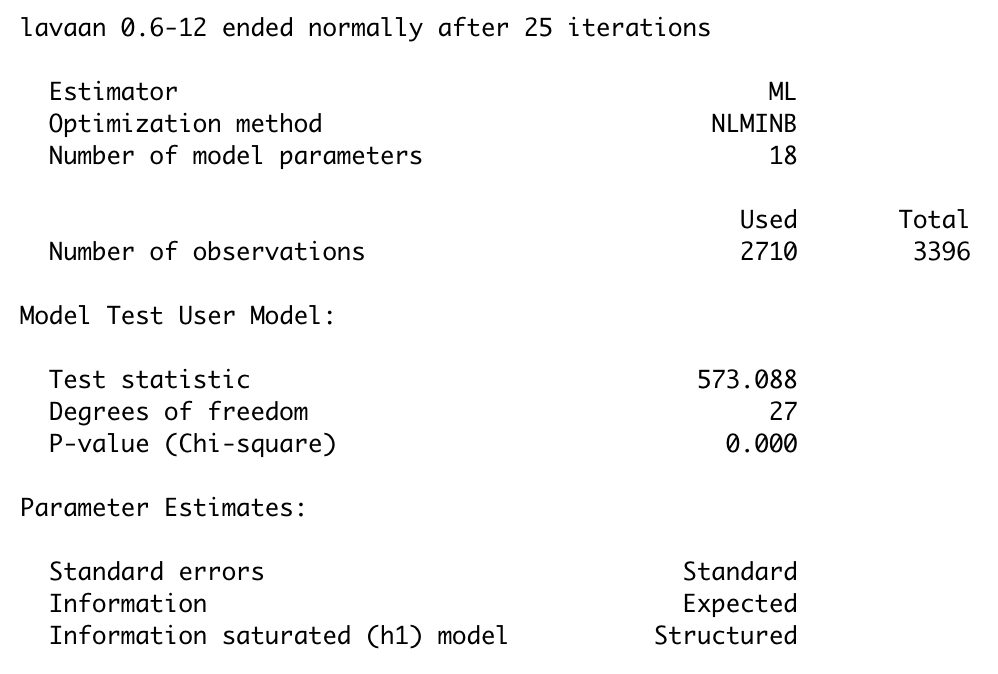 lavaan 0.6-12 ended normally after 25 iterations
Estimator ML
Optimization method NLMINB
Number of model parameters 18
Used Total
Number of observations 2710 3396
Model Test User Model:
Test statistic 573.088
Degrees of freedom 27
P-value (Chi-square) 0.000
Parameter Estimates:
Standard errors Standard
Information Expected
Information saturated (h1) model Structured